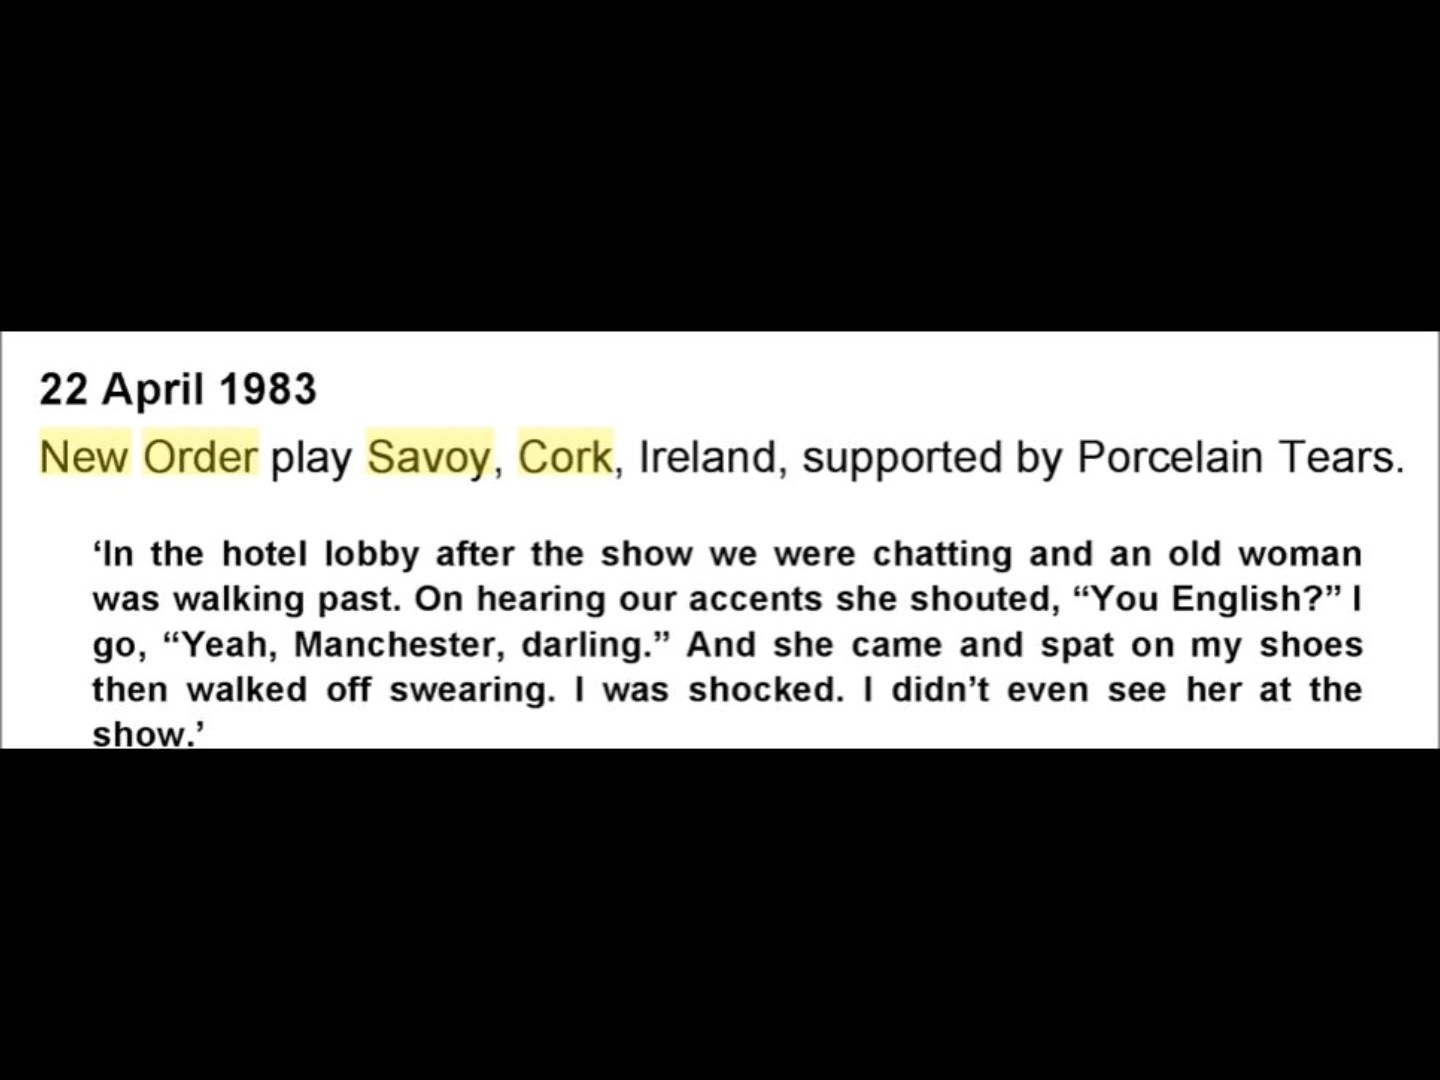 22 April 1983
New Order play Savoy, Cork, Ireland, supported by Porcelain Tears.
‘In the hotel lobby after the show we were chatting and an old woman
was walking past. On hearing our accents she shouted, “You English?” I
go, “Yeah, Manchester, darling.” And she came and spat on my shoes
then walked off swearing. I was shocked. I didn’t even see her at the
show.’